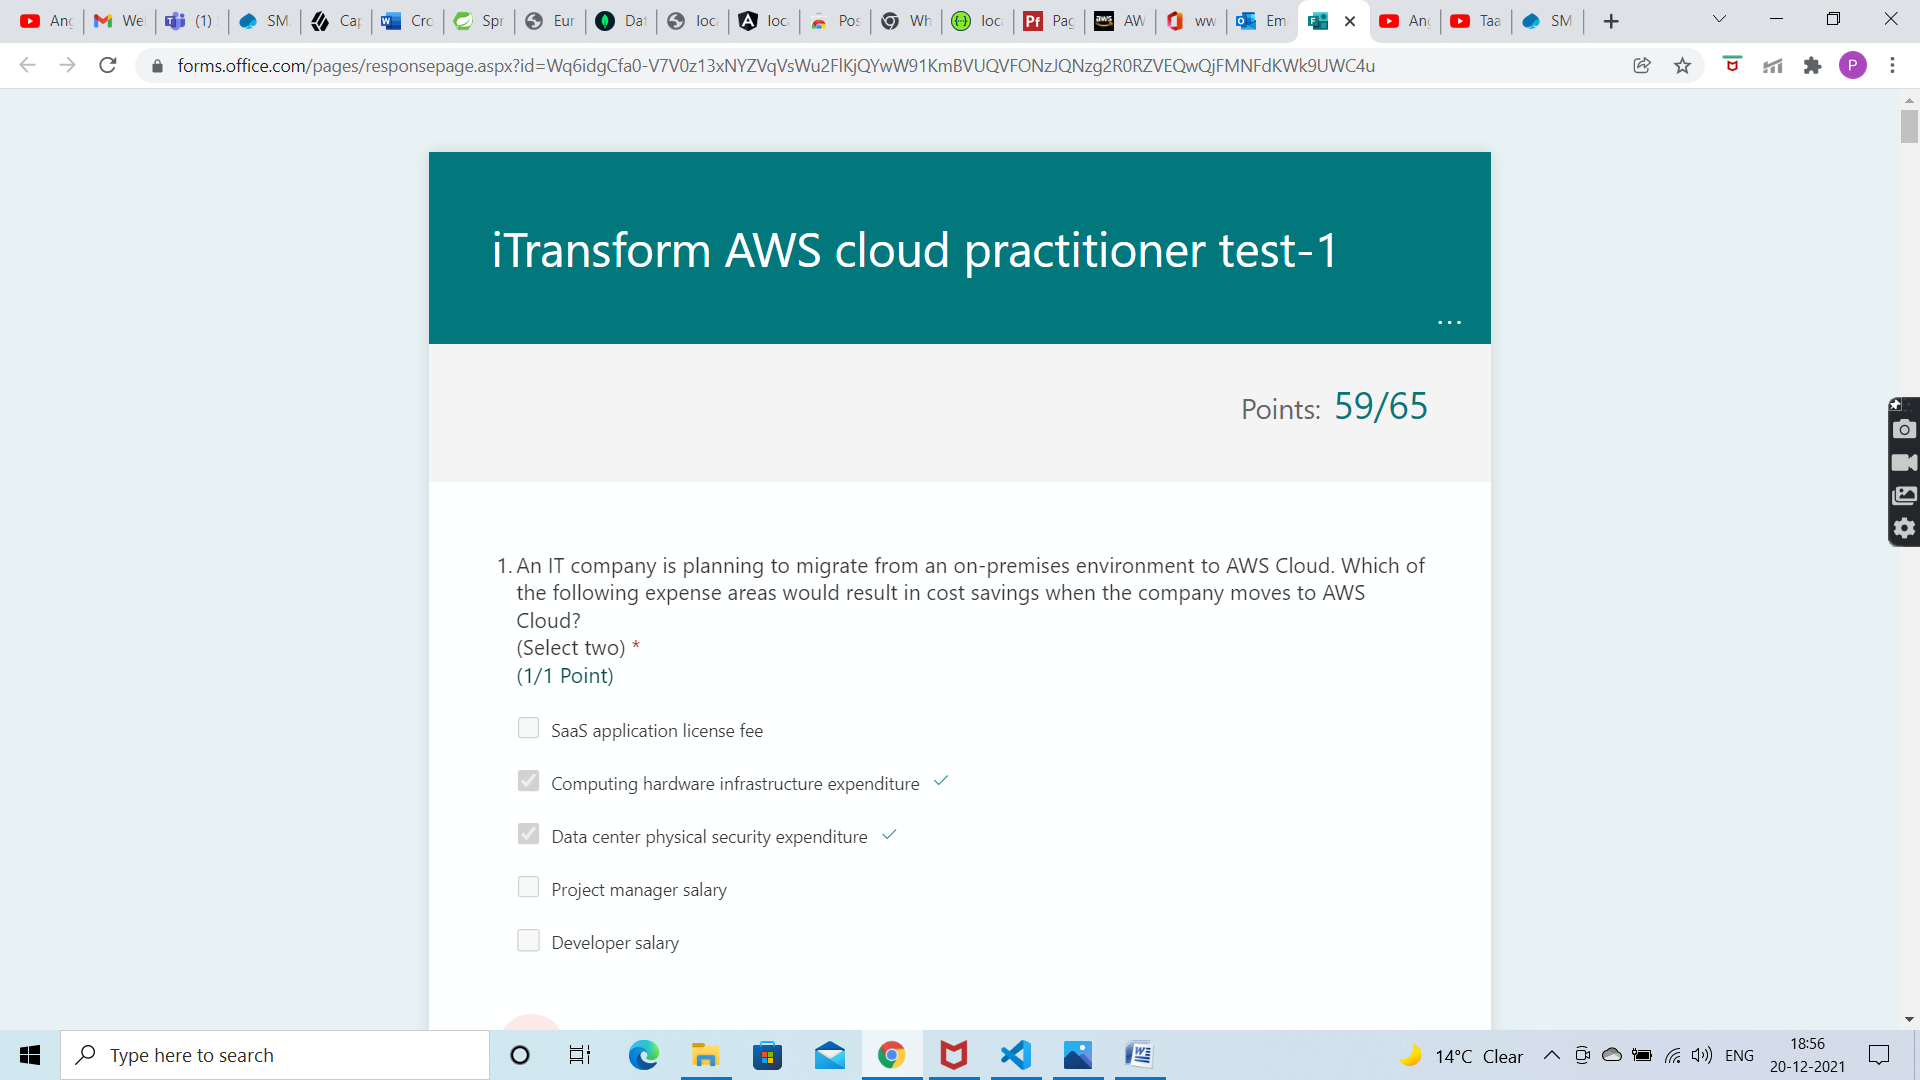 Ang
Wel
(1)
SM
Cap
Cro
Spr
Eur
Dat
loc
loc
Pos
Wh
loc
Pag
AW
ww
Em
An
Taa
SM
forms.office.com/pages/responsepage.aspx?id=Wq6idgCfa0-V7V0z13xNYZVqVsWu2FlKjQYwW91KmBVUQVFONzJQNzg2R0RZVEQwQjFMNFdKWk9UWC4u
P
iTransform AWS cloud practitioner test-1
...
Points: 59/65
1. An IT company is planning to migrate from an on-premises environment to AWS Cloud. Which of
the following expense areas would result in cost savings when the company moves to AWS
Cloud?
(Select two) *
(1/1 Point)
SaaS application license fee
Computing hardware infrastructure expenditure
Data center physical security expenditure
Project manager salary
Developer salary
Type here to search
14°C Clear
ENG
18:56
20-12-2021